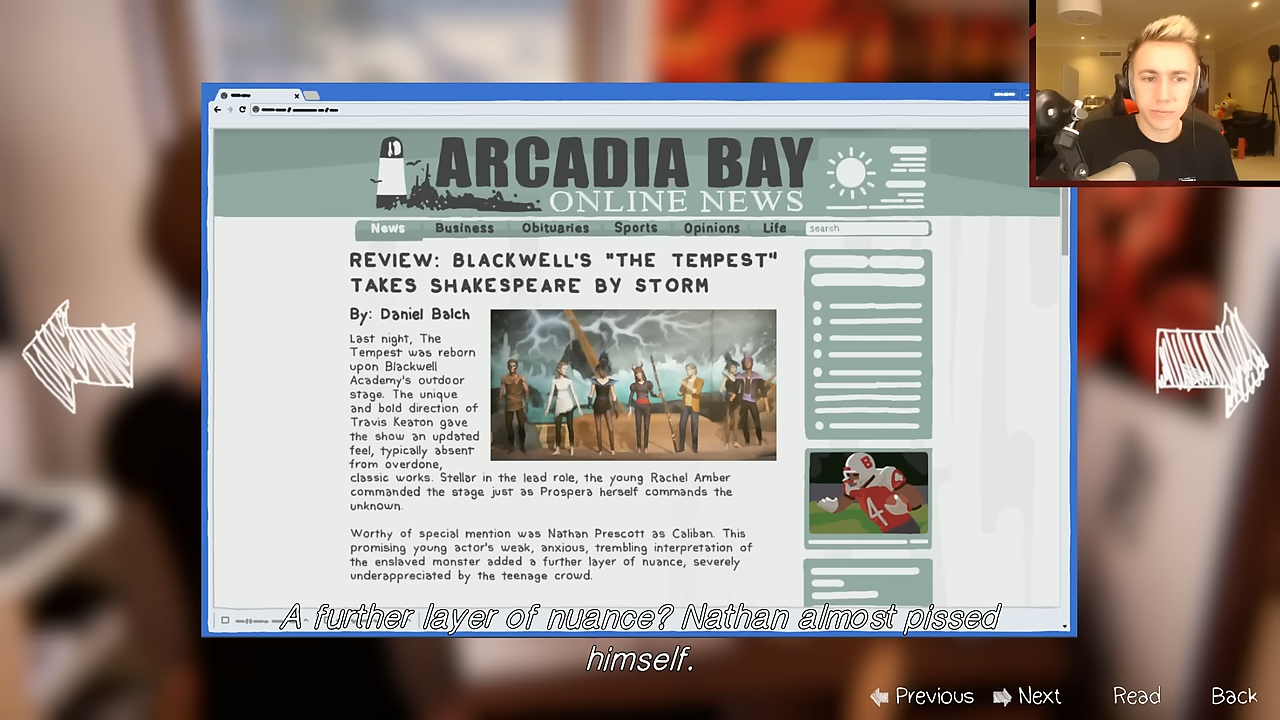 ARCADIA BAY
ONLINE NEWS
News Business Obituaries Sports Opinions Life Search
REVIEW: BLACKWELL'S "THE TEMPEST"
TAKES SHAKESPEARE BY STORM
By: Daniel Balch
Last night, The
Tempest was reborn
upon Blackwell
Academy's outdoor
stage. The unique
and bold direction of
Travis Keaton gave
the show an updated
feel, typically absent
from overdone,
classic works. Stellar in the lead role, the young Rachel Amber
commanded the stage just as Prospera herself commands the
unknown.
Worthy of special mention was Nathan Prescott as Caliban. This
promising young actor's weak, anxious, trembling interpretation of
the enslaved monster added a further layer of nuance, severely
underappreciated by the teenage crowd.
B
4
A further layer of nuance? Nathan almost pissed
himself.
Previous Next Read Back